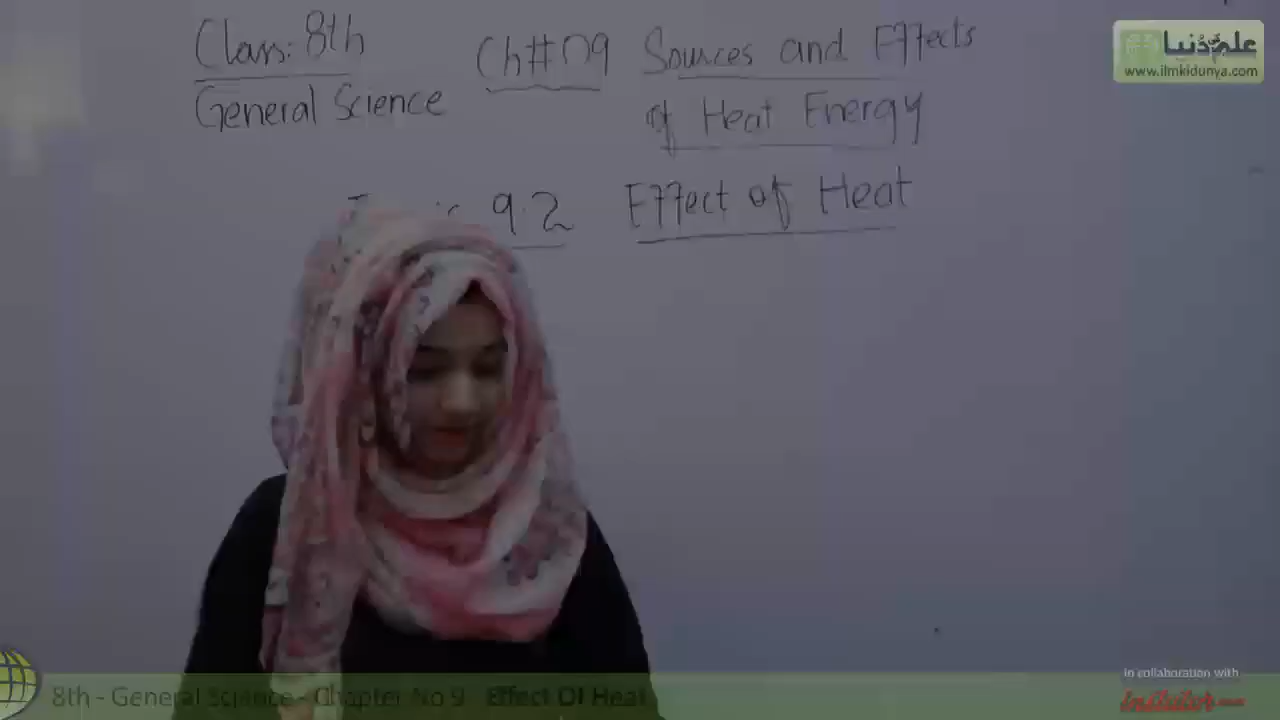 Class: 8th
General Science
Ch# 09 Sources and Effects
of Heat Energy
9.2 Effect of Heat
علم کی دُنیا
www.ilmkidunya.com
8th - General Science - Chapter No 9 Effect Of Heat
In collaboration with